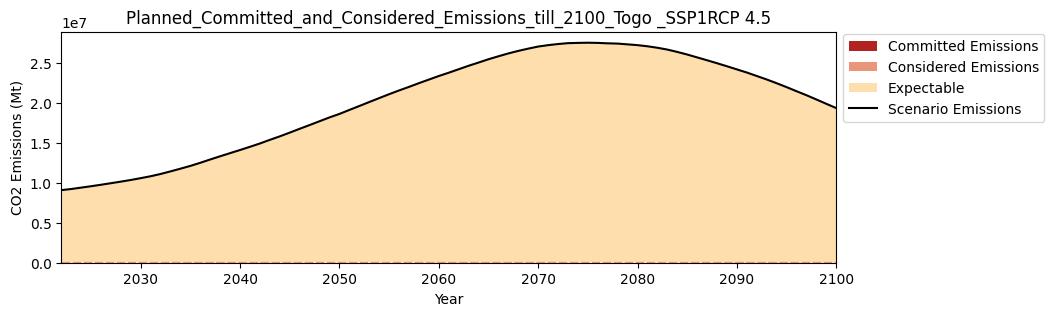 Planned_Committed_and_Considered_Emissions_till_2100_Togo _SSP1RCP 4.5
1e7
2.5
2.0
1.5
1.0
0.5
0.0
CO2 Emissions (Mt)
2030 2040 2050 2060 2070 2080 2090 2100
Year
Committed Emissions
Considered Emissions
Expectable
Scenario Emissions